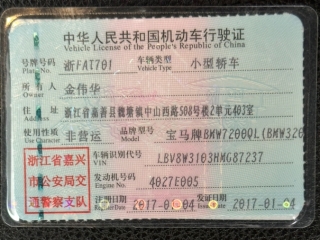 中华人民共和国机动车行驶证
Vehicle License of the People's Republic of China
号牌号码 浙FAT701 车辆类型 小型轿车
Plate No. Vehicle Type
所有人 金伟华
Owner
住址 浙江省嘉善县魏塘镇中山西路508号楼2单元403室
Address
使用性质 非营运 品牌型号 宝马牌BMW7200QL(BMW320
Use Character Model
浙江省嘉兴
市公安局交
通警察支队
车辆识别代号 LBV8W3103HMG87237
VIN
发动机号码 4027E005
Engine No.
注册日期 2017-01-04 发证日期 2017-01-04
Register Date Issue Date